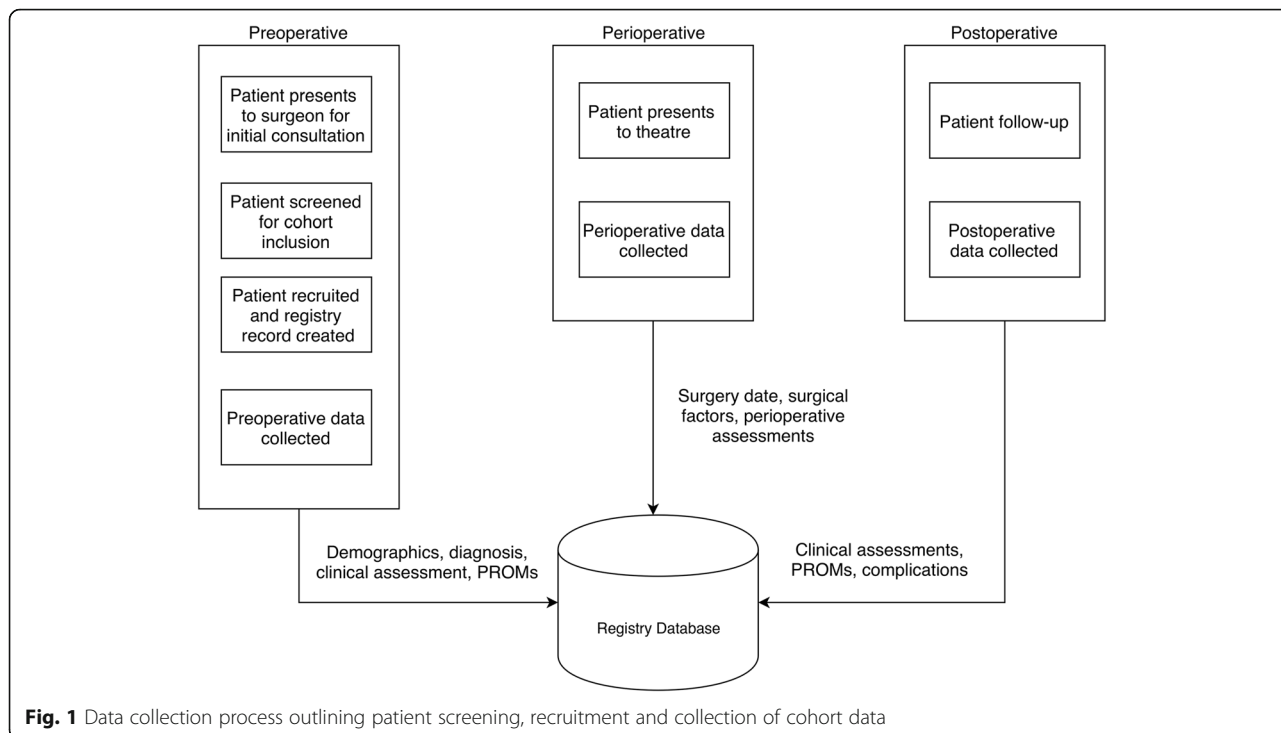 Preoperative
Patient presents
to surgeon for
initial consultation
Patient screened
for cohort
inclusion
Patient recruited
and registry
record created
Preoperative data
collected
Perioperative
Patient presents
to theatre
Perioperative data
collected
Postoperative
Patient follow-up
Postoperative
data collected
Surgery date, surgical
factors, perioperative
assessments
Demographics, diagnosis,
clinical assessment, PROMs
Clinical assessments,
PROMs, complications
Registry Database
Fig. 1 Data collection process outlining patient screening, recruitment and collection of cohort data